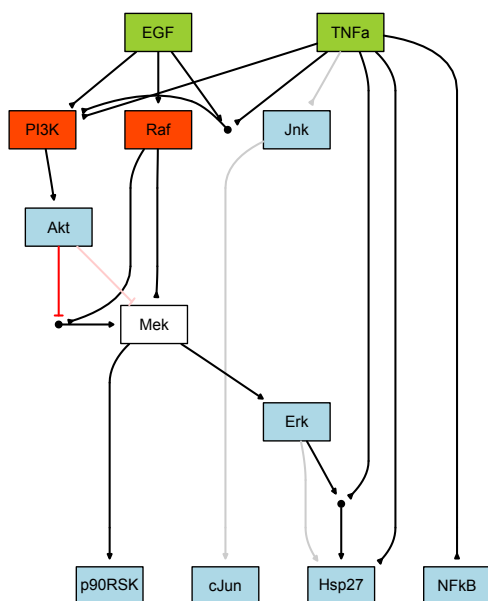 EGF
TNFa
PI3K
Raf
Jnk
Akt
Mek
Erk
p90RSK
cJun
Hsp27
NFkB